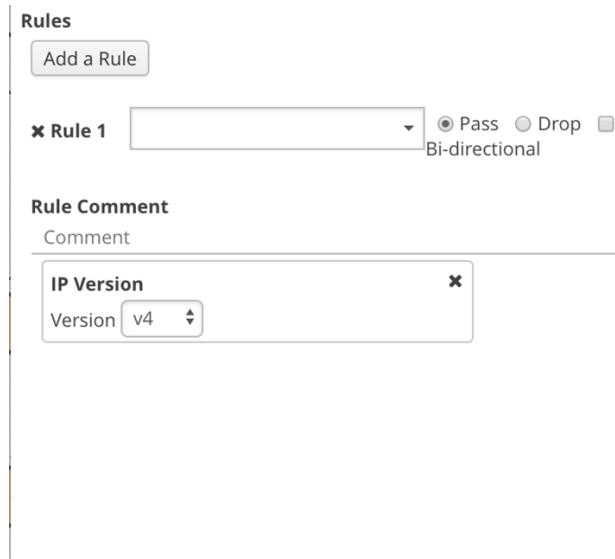 Rules
Add a Rule
Rule 1 Pass Drop
Bi-directional
Rule Comment
Comment
IP Version
Version v4